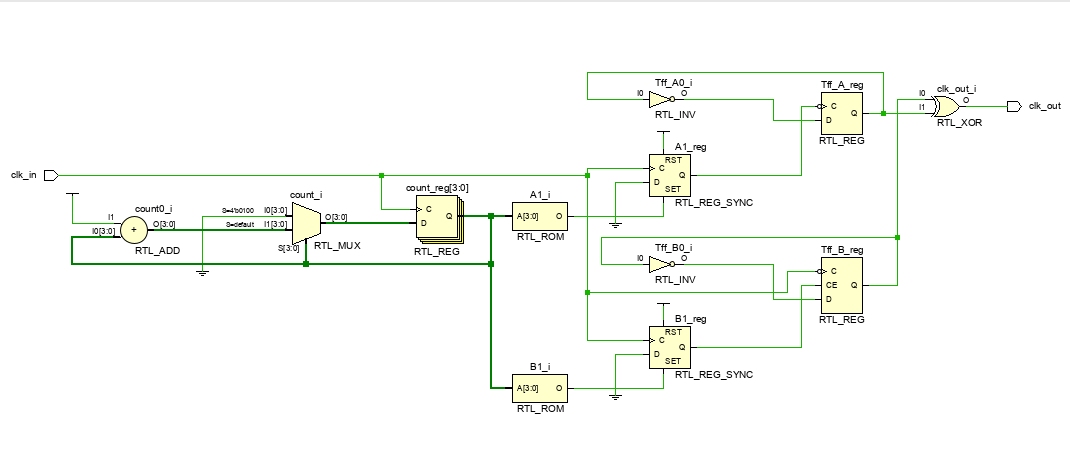 clk_in
I1
I0[3:0]
count0_i
+
O[3:0]
RTL_ADD
S=4'b0100
S=default
I0[3:0]
I1[3:0]
S[3:0]
count_i
O[3:0]
RTL_MUX
count_reg[3:0]
C
D
Q
RTL_REG
A1_i
A[3:0]
O
RTL_ROM
B1_i
A[3:0]
O
RTL_ROM
Tff_A0_i
I0
O
RTL_INV
A1_reg
RST
C
Q
D
SET
RTL_REG_SYNC
Tff_B0_i
I0
O
RTL_INV
B1_reg
RST
C
Q
D
SET
RTL_REG_SYNC
Tff_A_reg
C
Q
D
RTL_REG
Tff_B_reg
C
CE
Q
D
RTL_REG
clk_out_i
I0
I1
O
RTL_XOR
clk_out